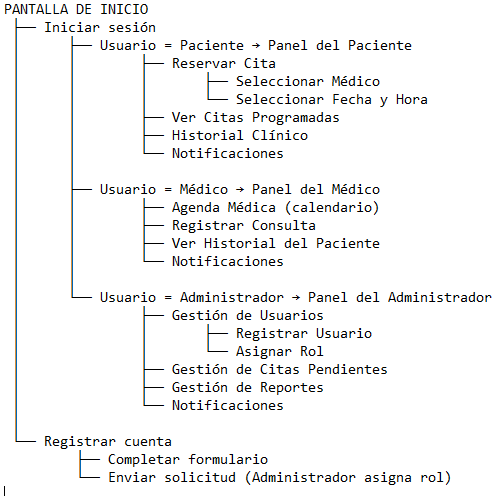 PANTALLA DE INICIO
├── Iniciar sesión
│     ├── Usuario = Paciente → Panel del Paciente
│     │        ├── Reservar Cita
│     │        │       ├── Seleccionar Médico
│     │        │       └── Seleccionar Fecha y Hora
│     │        ├── Ver Citas Programadas
│     │        ├── Historial Clínico
│     │        └── Notificaciones
│     │
│     ├── Usuario = Médico → Panel del Médico
│     │        ├── Agenda Médica (calendario)
│     │        ├── Registrar Consulta
│     │        ├── Ver Historial del Paciente
│     │        └── Notificaciones
│     │
│     └── Usuario = Administrador → Panel del Administrador
│              ├── Gestión de Usuarios
│              │       ├── Registrar Usuario
│              │       └── Asignar Rol
│              ├── Gestión de Citas Pendientes
│              ├── Gestión de Reportes
│              └── Notificaciones
│
└── Registrar cuenta
        ├── Completar formulario
        └── Enviar solicitud (Administrador asigna rol)